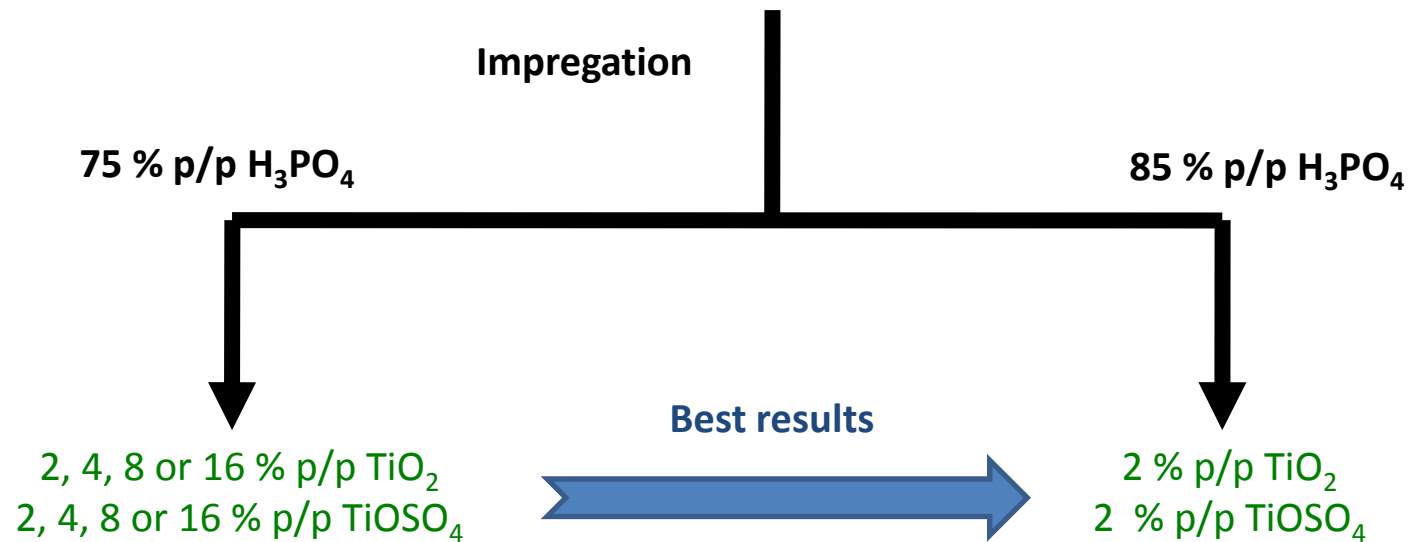 Impregation
75 % p/p H₃PO₄
85 % p/p H₃PO₄
Best results
2, 4, 8 or 16 % p/p TiO₂
2, 4, 8 or 16 % p/p TiOSO₄
2 % p/p TiO₂
2 % p/p TiOSO₄